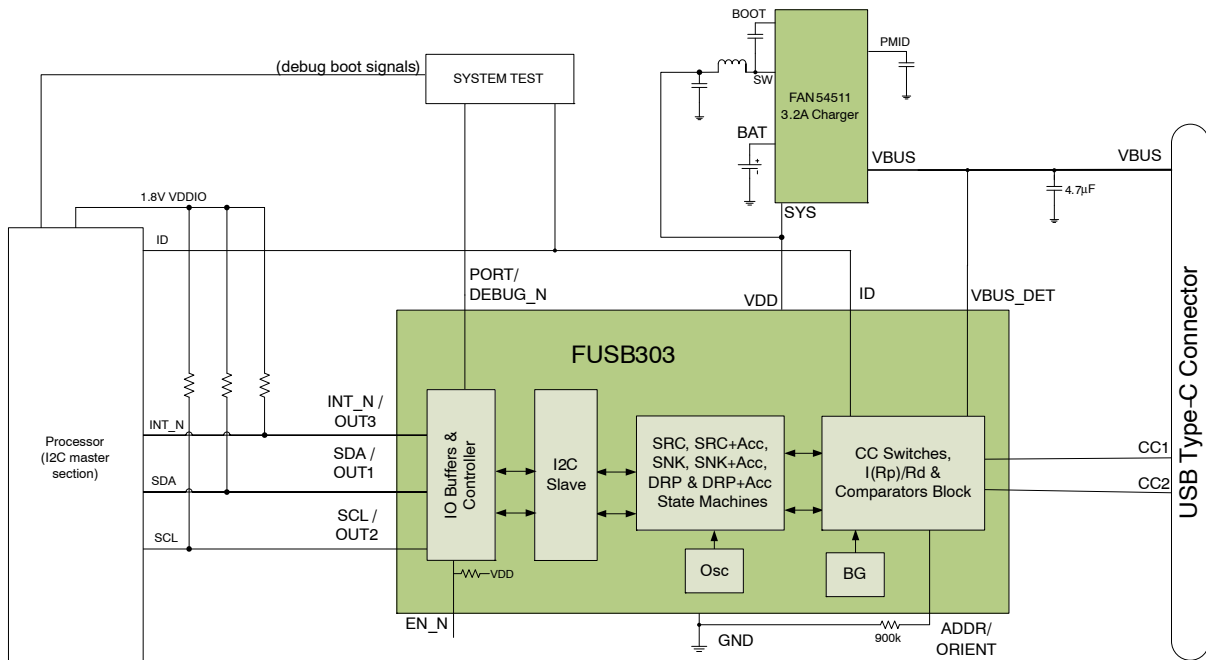 BOOT
PMID
(debug boot signals)
SYSTEM TEST
SW
FAN54511
3.2A Charger
BAT
VBUS
VBUS
4.7µF
SYS
1.8V VDDIO
ID
PORT/
DEBUG_N
VDD
ID
VBUS_DET
FUSB303
USB Type-C Connector
INT_N /
OUT3
INT_N
Processor
(I2C master
section)
SDA /
OUT1
SDA
SCL /
OUT2
SCL
IO Buffers &
Controller
I2C
Slave
SRC, SRC+Acc,
SNK, SNK+Acc,
DRP & DRP+Acc
State Machines
CC Switches,
I(Rp)/Rd &
Comparators Block
CC1
CC2
VDD
Osc
BG
EN_N
GND
900k
ADDR/
ORIENT